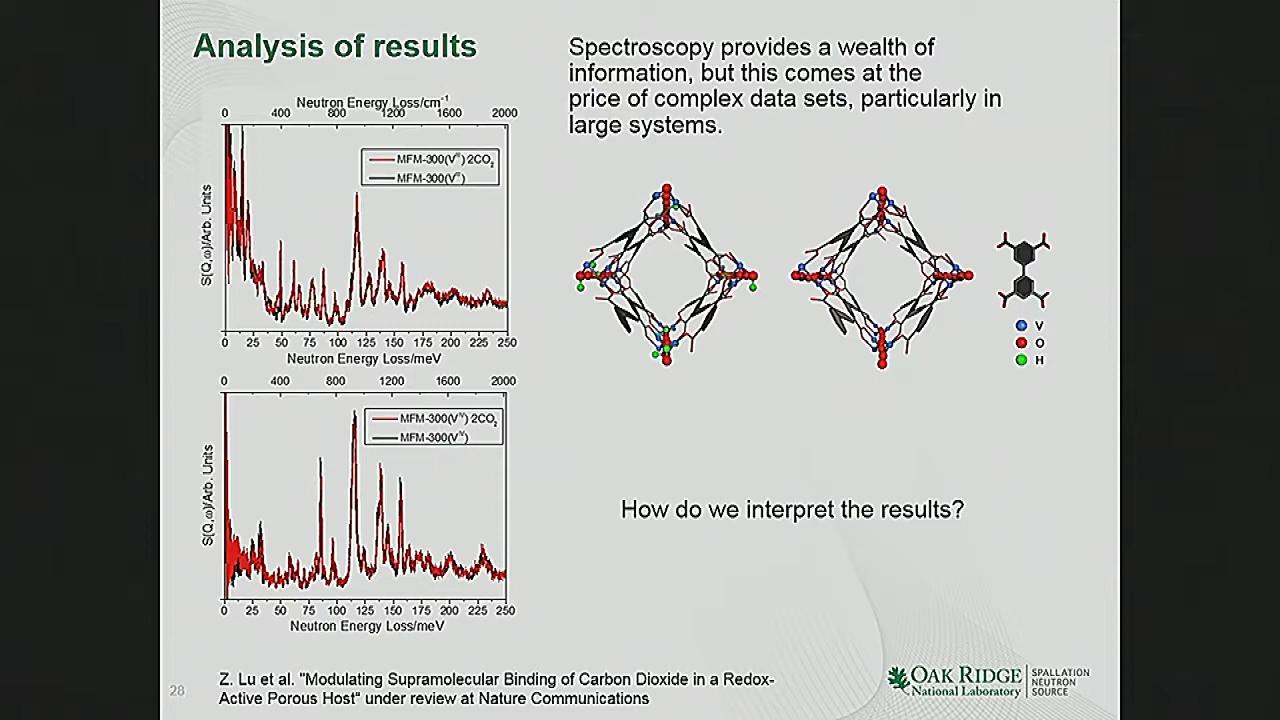 Analysis of results
Spectroscopy provides a wealth of
information, but this comes at the
price of complex data sets, particularly in
large systems.
Neutron Energy Loss/cm-1
0 400 800 1200 1600 2000
MFM-300(VIII) 2CO2
MFM-300(VIII)
S(Q,ω)/Arb. Units
0 25 50 75 100 125 150 175 200 225 250
Neutron Energy Loss/meV
V
O
H
0 400 800 1200 1600 2000
MFM-300(VIV) 2CO2
MFM-300(VIV)
S(Q,ω)/Arb. Units
0 25 50 75 100 125 150 175 200 225 250
Neutron Energy Loss/meV
How do we interpret the results?
28
Z. Lu et al. "Modulating Supramolecular Binding of Carbon Dioxide in a Redox-
Active Porous Host" under review at Nature Communications
OAK RIDGE
National Laboratory
SPALLATION
NEUTRON
SOURCE